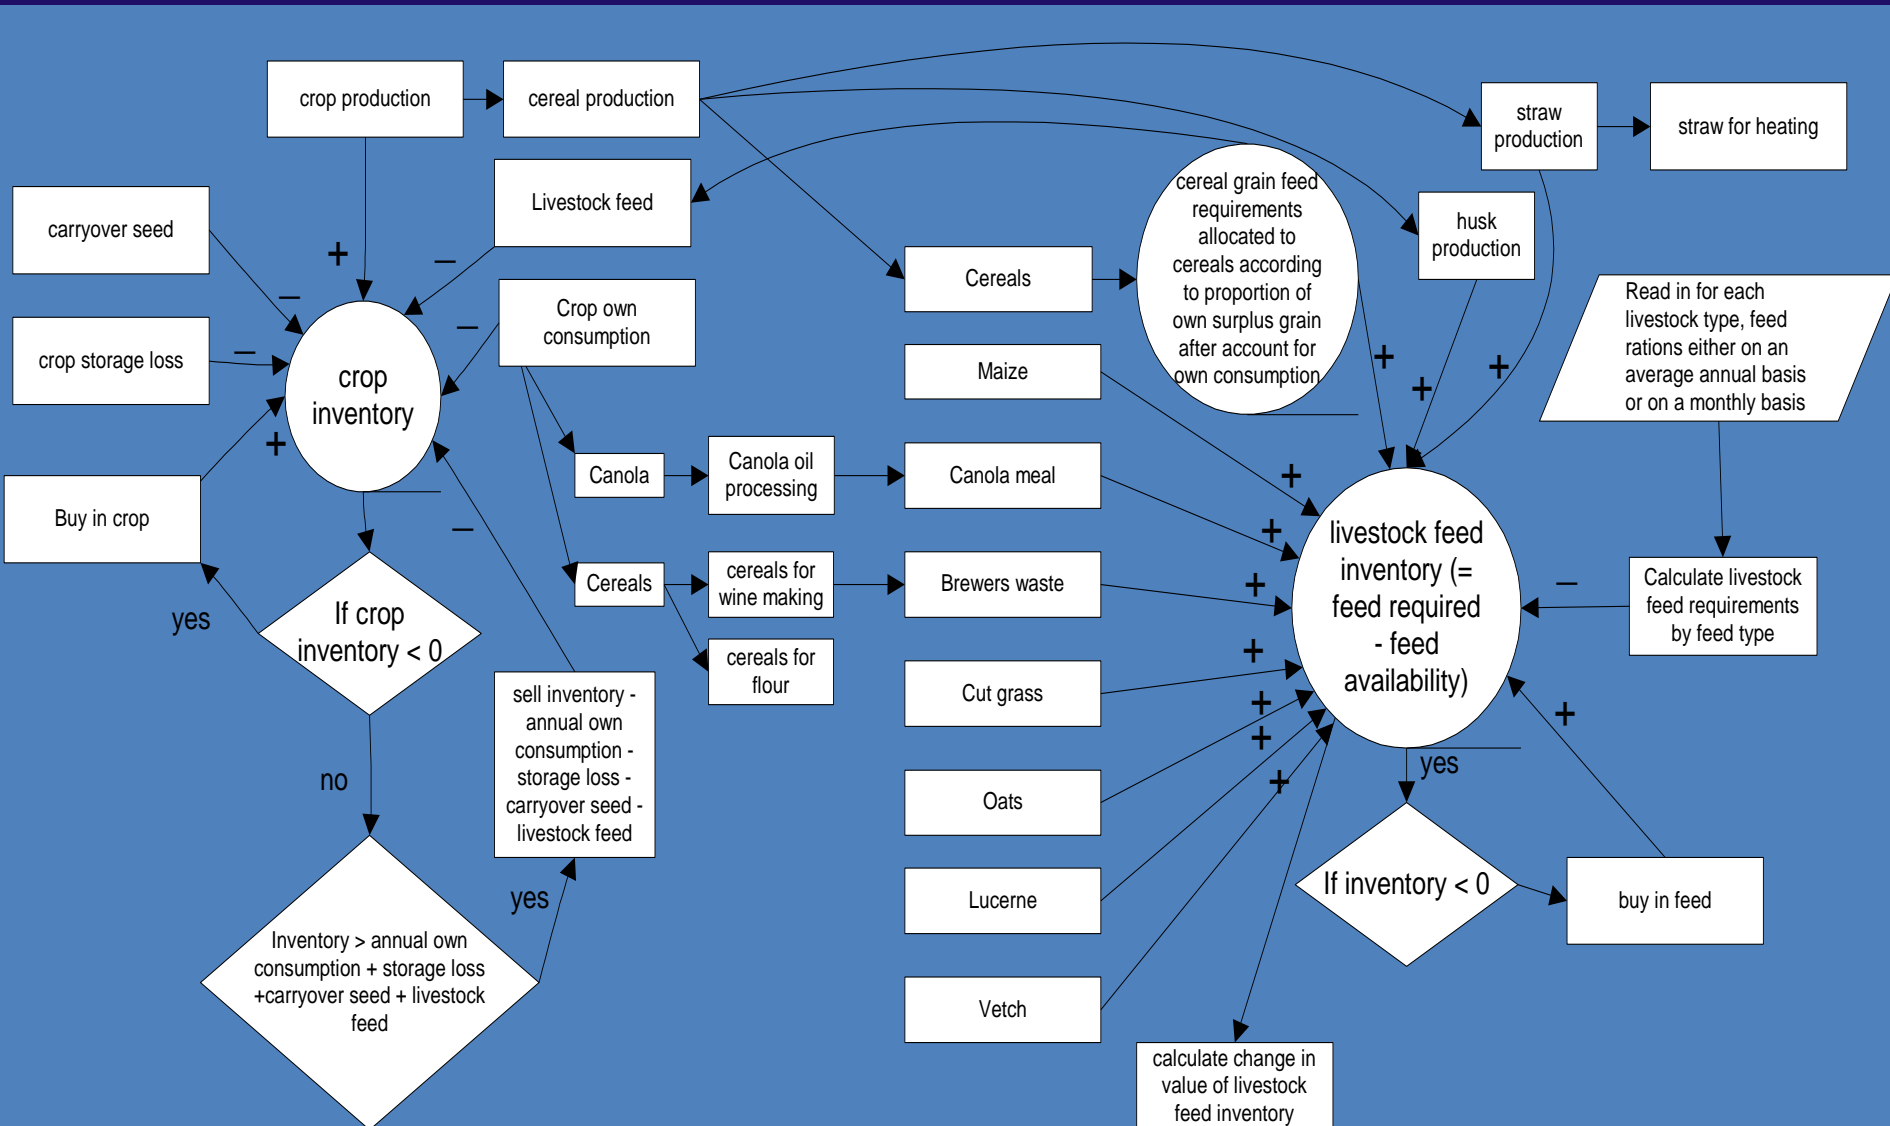 crop production
cereal production
straw
production
straw for heating
carryover seed
Livestock feed
cereal grain feed
requirements
allocated to
cereals according
to proportion of
own surplus grain
after account for
own consumption
husk
production
+
–
–
Cereals
Crop own
consumption
–
Read in for each
livestock type, feed
rations either on an
average annual basis
or on a monthly basis
crop storage loss
–
crop
inventory
Maize
+
+
+
+
Buy in crop
–
Canola
Canola oil
processing
Canola meal
+
+
livestock feed
inventory (=
feed required
- feed
availability)
yes
If crop
inventory < 0
Cereals
cereals for
wine making
Brewers waste
+
–
Calculate livestock
feed requirements
by feed type
cereals for
flour
Cut grass
+
sell inventory -
annual own
consumption -
storage loss -
carryover seed -
livestock feed
+
+
+
no
Oats
+
yes
yes
Lucerne
If inventory < 0
buy in feed
Inventory > annual own
consumption + storage loss
+carryover seed + livestock
feed
Vetch
calculate change in
value of livestock
feed inventory